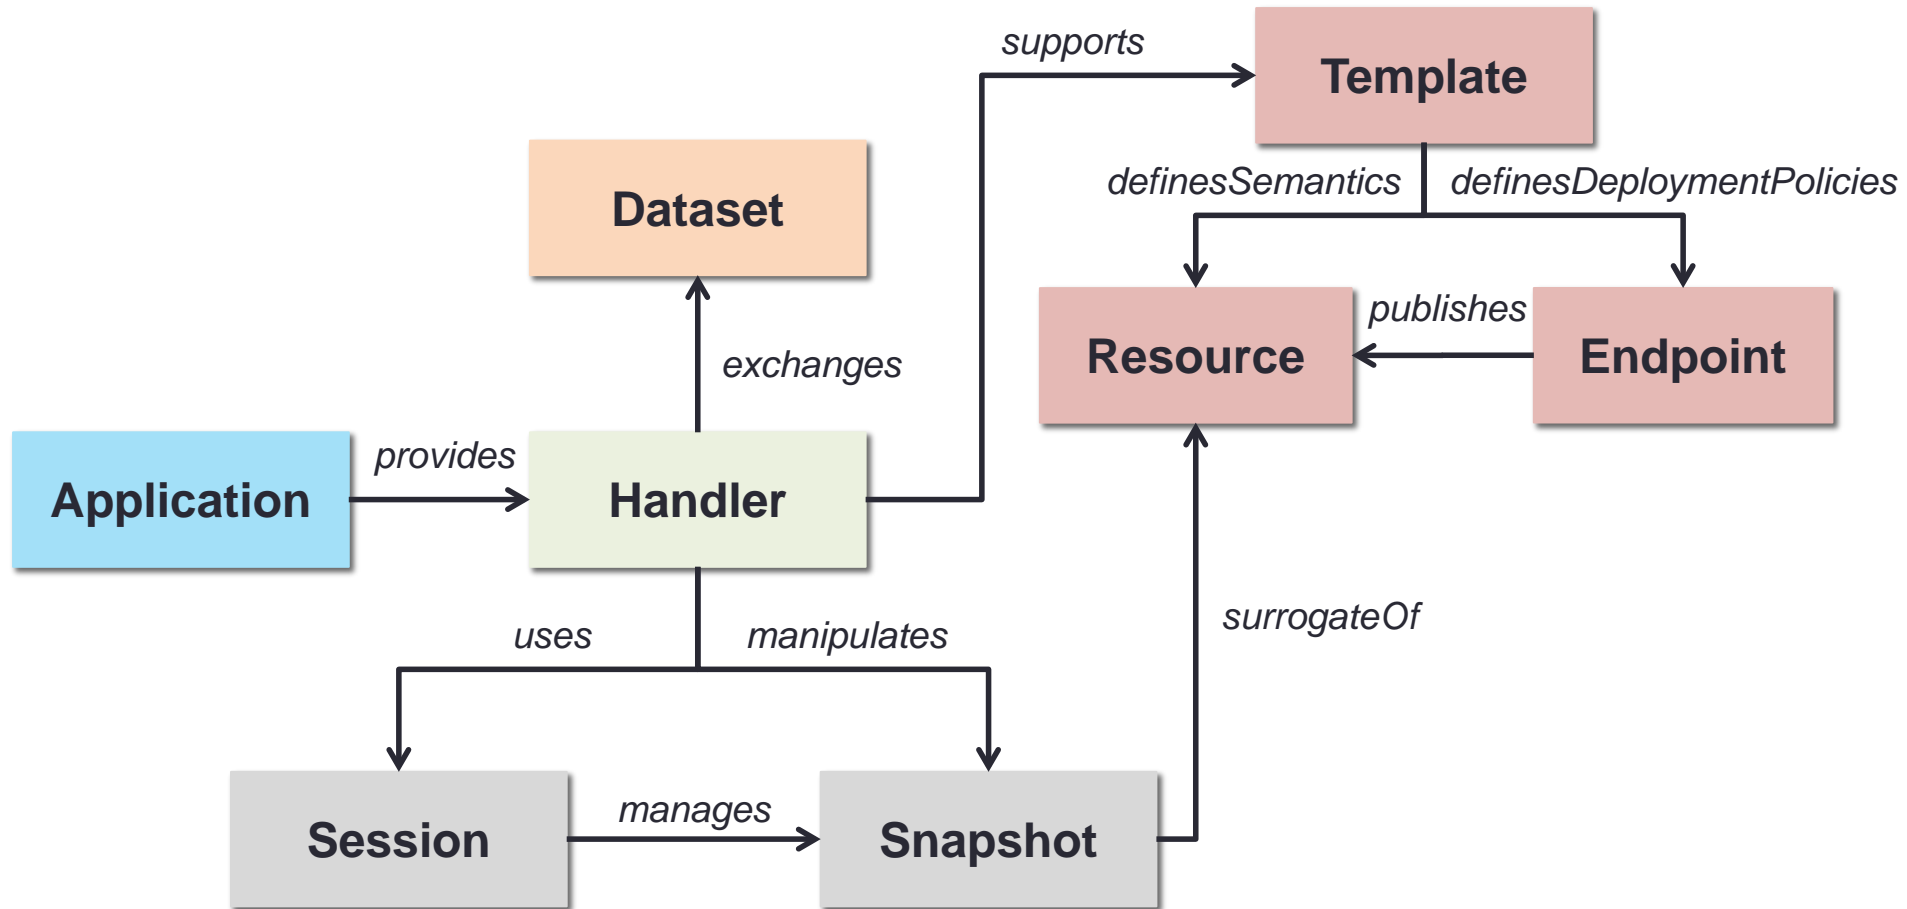 supports
Template
definesSemantics
definesDeploymentPolicies
Dataset
publishes
Resource
Endpoint
exchanges
provides
Application
Handler
surrogateOf
uses
manipulates
manages
Session
Snapshot